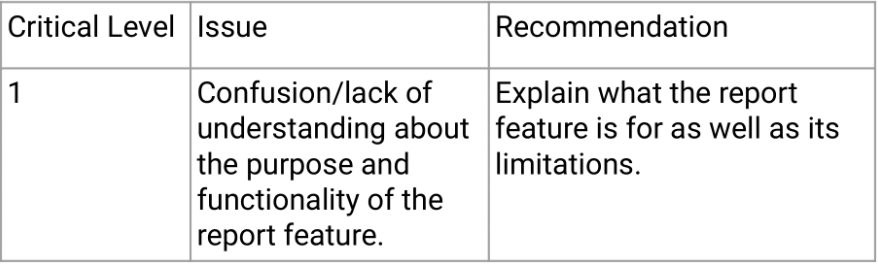 Critical Level Issue Recommendation
1 Confusion/lack of Explain what the report
understanding about feature is for as well as its
the purpose and limitations.
functionality of the
report feature.